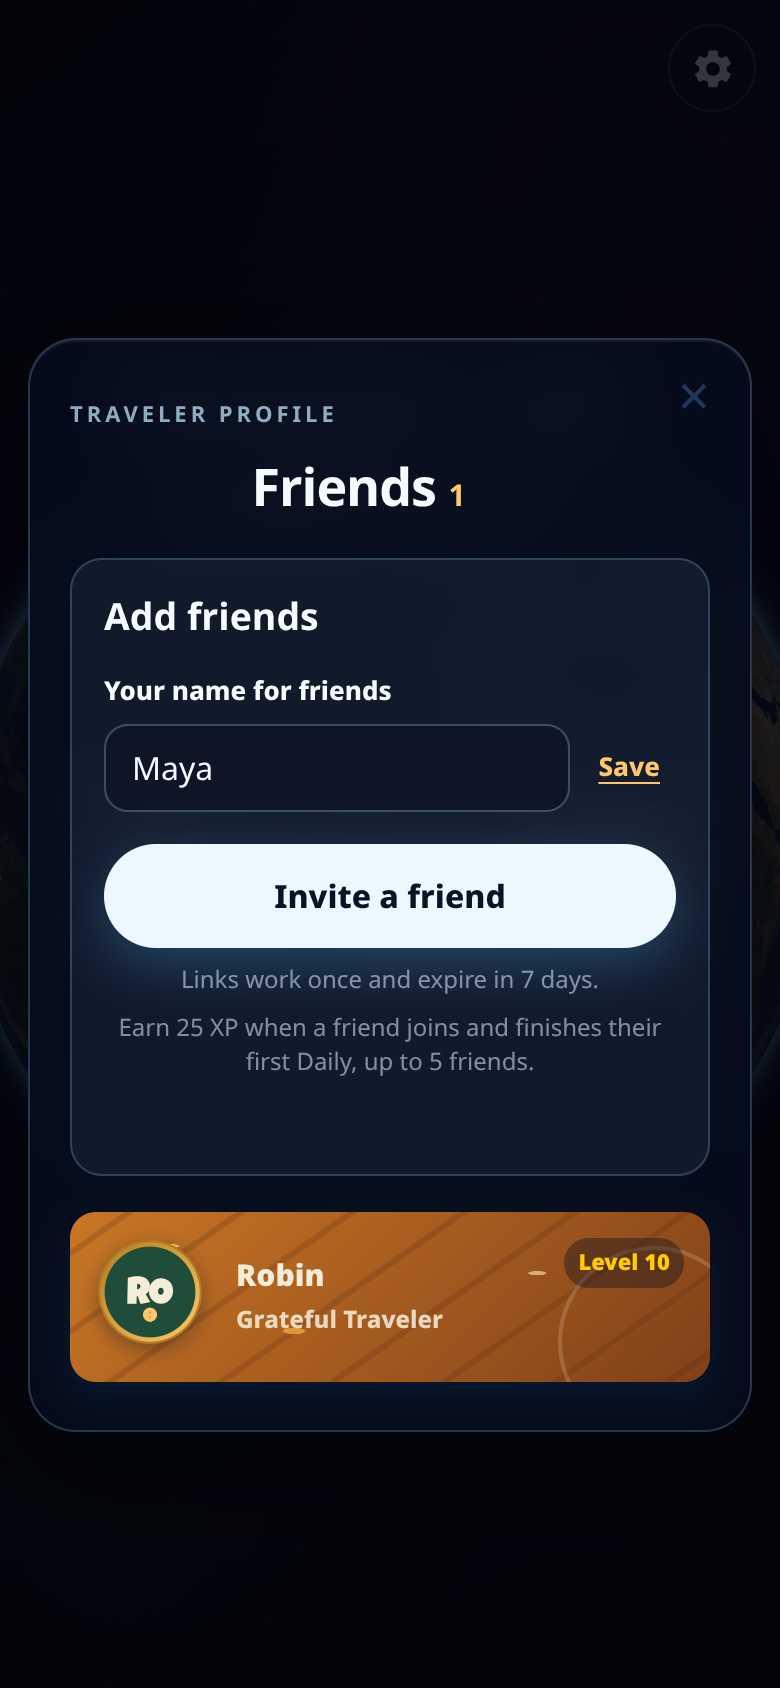 TRAVELER PROFILE
Friends 1
Add friends
Your name for friends
Maya
Save
Invite a friend
Links work once and expire in 7 days.
Earn 25 XP when a friend joins and finishes their
first Daily, up to 5 friends.
RO
Robin
Level 10
Grateful Traveler